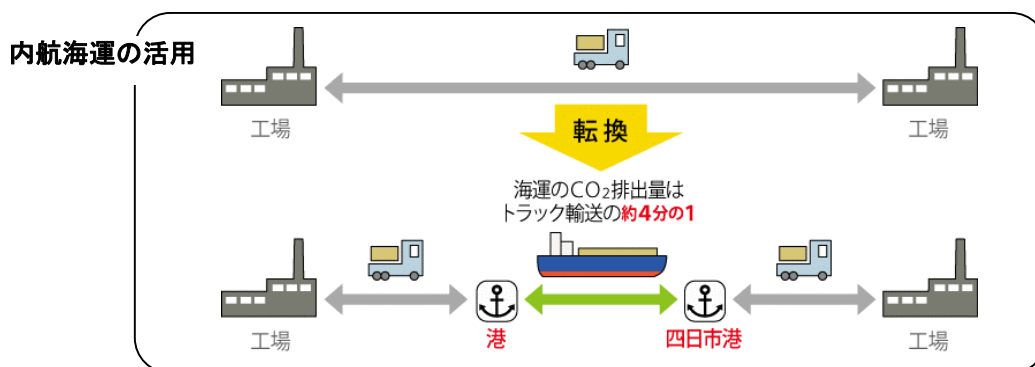 内航海運の活用
工場
工場
転換
海運のCO₂排出量は
トラック輸送の約4分の1
工場
港
四日市港
工場